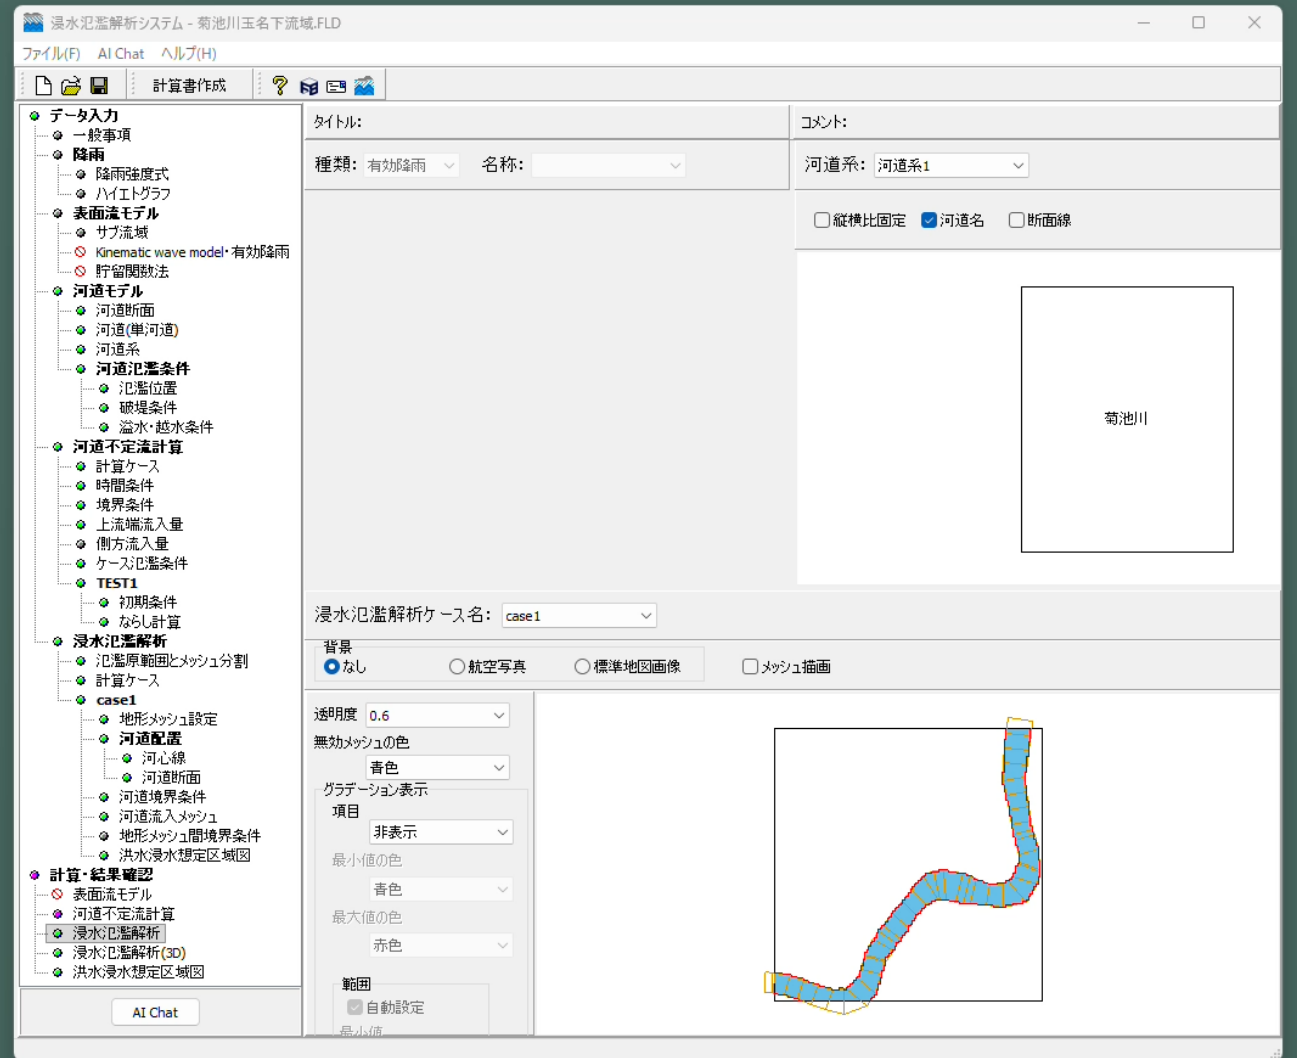 浸水氾濫解析システム - 菊池川玉名下流域.FLD
ファイル(F) AI Chat ヘルプ(H)
計算書作成
データ入力
一般事項
降雨
降雨強度式
ハイエトグラフ
表面流モデル
サブ流域
Kinematic wave model・有効降雨
貯留関数法
河道モデル
河道断面
河道(単河道)
河道系
河道氾濫条件
氾濫位置
破堤条件
溢水・越水条件
河道不定流計算
計算ケース
時間条件
境界条件
上流端流入量
側方流入量
ケース氾濫条件
TEST1
初期条件
ならし計算
浸水氾濫解析
氾濫原範囲とメッシュ分割
計算ケース
case1
地形メッシュ設定
河道配置
河心線
河道断面
河道境界条件
河道流入メッシュ
地形メッシュ間境界条件
洪水浸水想定区域図
計算・結果確認
表面流モデル
河道不定流計算
浸水氾濫解析
浸水氾濫解析(3D)
洪水浸水想定区域図
AI Chat
タイトル:
コメント:
種類: 有効降雨 名称:
河道系: 河道系1
縦横比固定 河道名 断面線
菊池川
浸水氾濫解析ケース名: case1
背景
なし 航空写真 標準地図画像 メッシュ描画
透明度 0.6
無効メッシュの色
青色
グラデーション表示
項目
非表示
最小値の色
青色
最大値の色
赤色
範囲
自動設定
最小値